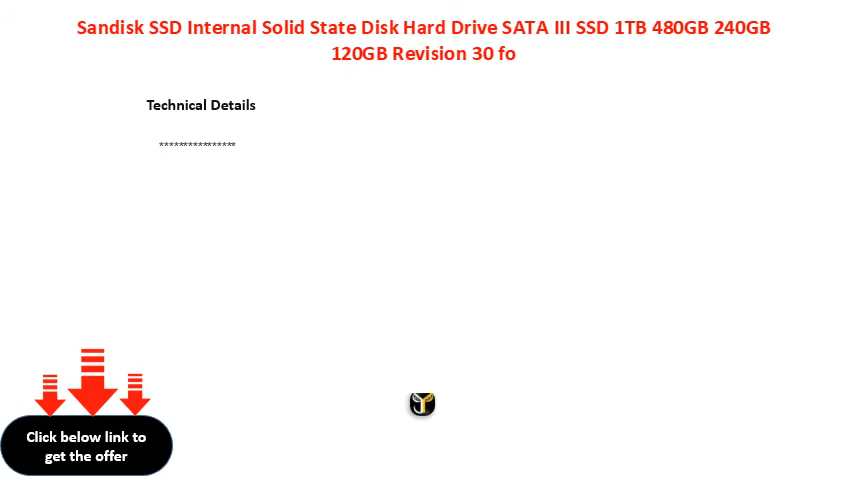 Sandisk SSD Internal Solid State Disk Hard Drive SATA III SSD 1TB 480GB 240GB
120GB Revision 30 fo
Technical Details
****************
Click below link to
get the offer